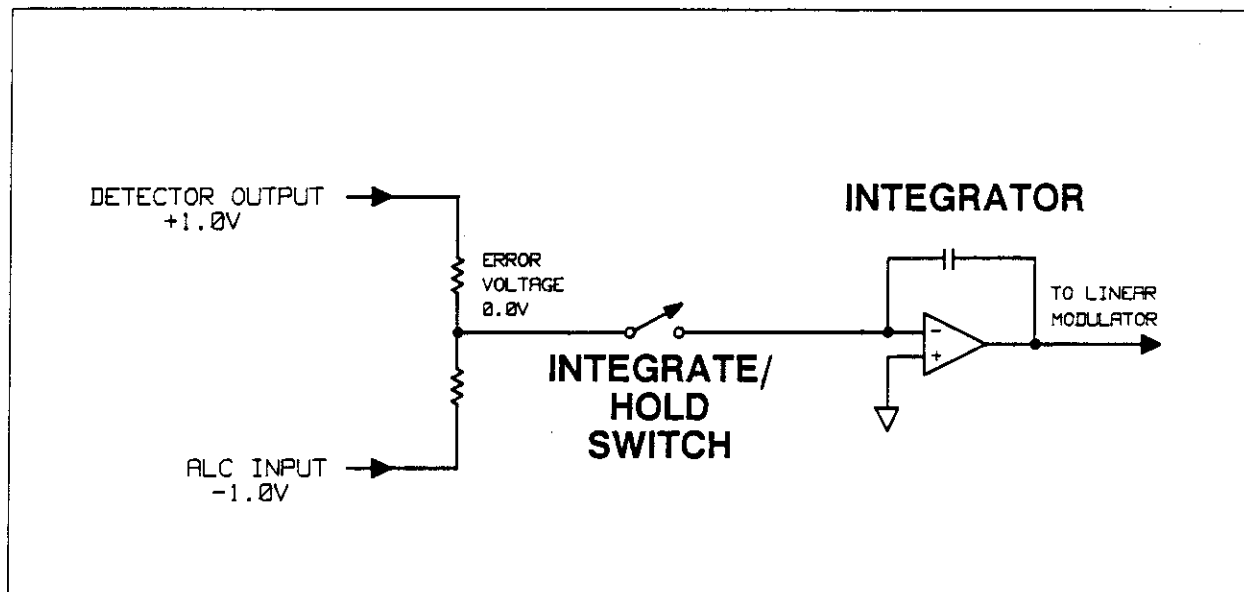 DETECTOR OUTPUT
+1.0V
ERROR
VOLTAGE
0.0V
INTEGRATOR
TO LINEAR
MODULATOR
-
+
INTEGRATE/
HOLD
SWITCH
ALC INPUT
-1.0V